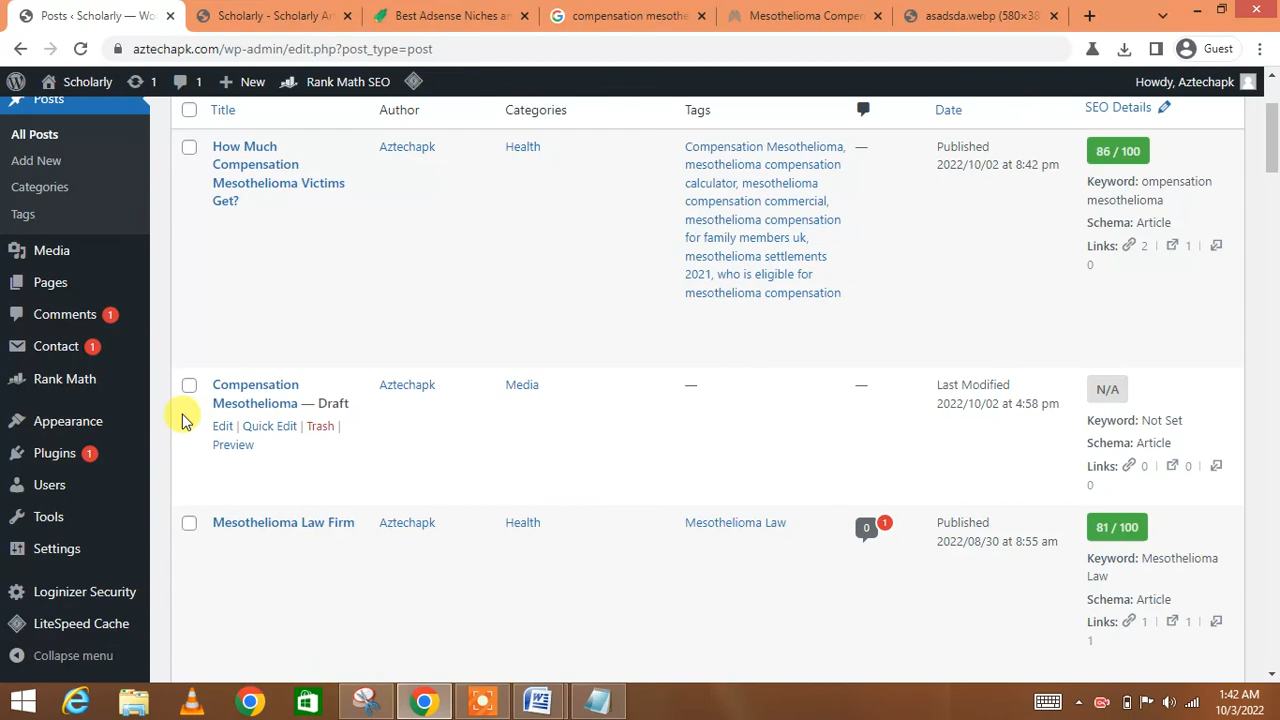 Posts ‹ Scholarly — Wo
Scholarly - Scholarly Ar
Best Adsense Niches an
compensation mesothe
Mesothelioma Compen
asadsda.webp (580×38
aztechapk.com/wp-admin/edit.php?post_type=post
Guest
Scholarly
1
1
New
Rank Math SEO
Howdy, Aztechapk
Posts
All Posts
Add New
Categories
Tags
Media
Pages
Comments 1
Contact 1
Rank Math
Appearance
Plugins 1
Users
Tools
Settings
Loginizer Security
LiteSpeed Cache
Collapse menu
Title Author Categories Tags Date SEO Details
How Much
Compensation
Mesothelioma Victims
Get?
Aztechapk
Health
Compensation Mesothelioma,
mesothelioma compensation
calculator, mesothelioma
compensation commercial,
mesothelioma compensation
for family members uk,
mesothelioma settlements
2021, who is eligible for
mesothelioma compensation
—
Published
2022/10/02 at 8:42 pm
86 / 100
Keyword: ompensation
mesothelioma
Schema: Article
Links: 2 | 1 |
0
Compensation
Mesothelioma — Draft
Edit | Quick Edit | Trash |
Preview
Aztechapk
Media
—
—
Last Modified
2022/10/02 at 4:58 pm
N/A
Keyword: Not Set
Schema: Article
Links: 0 | 0 |
0
Mesothelioma Law Firm
Aztechapk
Health
Mesothelioma Law
0 1
Published
2022/08/30 at 8:55 am
81 / 100
Keyword: Mesothelioma
Law
Schema: Article
Links: 1 | 1 |
1
1:42 AM
10/3/2022